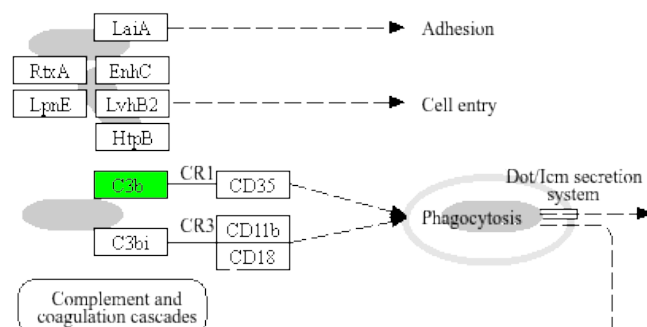 LaiA
Adhesion
RtxA
EnhC
LpnE
LvhB2
Cell entry
HtpB
C3b
CR1
CD35
Dot/Icm secretion
system
Phagocytosis
C3bi
CR3
CD11b
CD18
Complement and
coagulation cascades